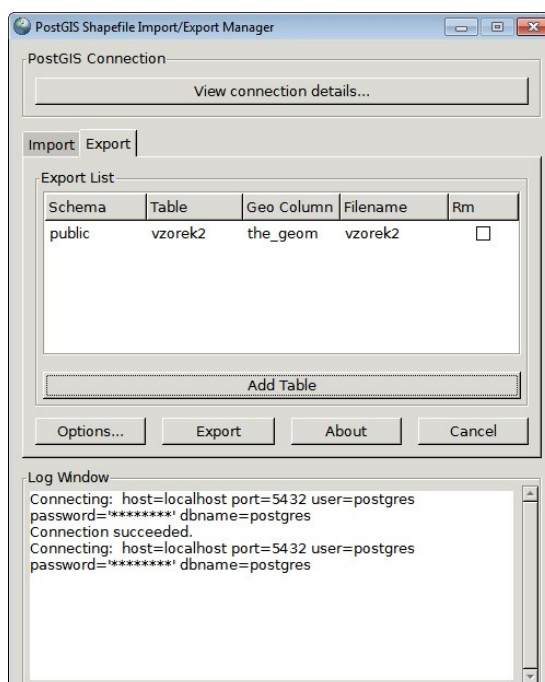 PostGIS Shapefile Import/Export Manager
PostGIS Connection
View connection details...
Import Export
Export List
Schema Table Geo Column Filename Rm
public vzorek2 the_geom vzorek2
Add Table
Options... Export About Cancel
Log Window
Connecting: host=localhost port=5432 user=postgres
password='********' dbname=postgres
Connection succeeded.
Connecting: host=localhost port=5432 user=postgres
password='********' dbname=postgres